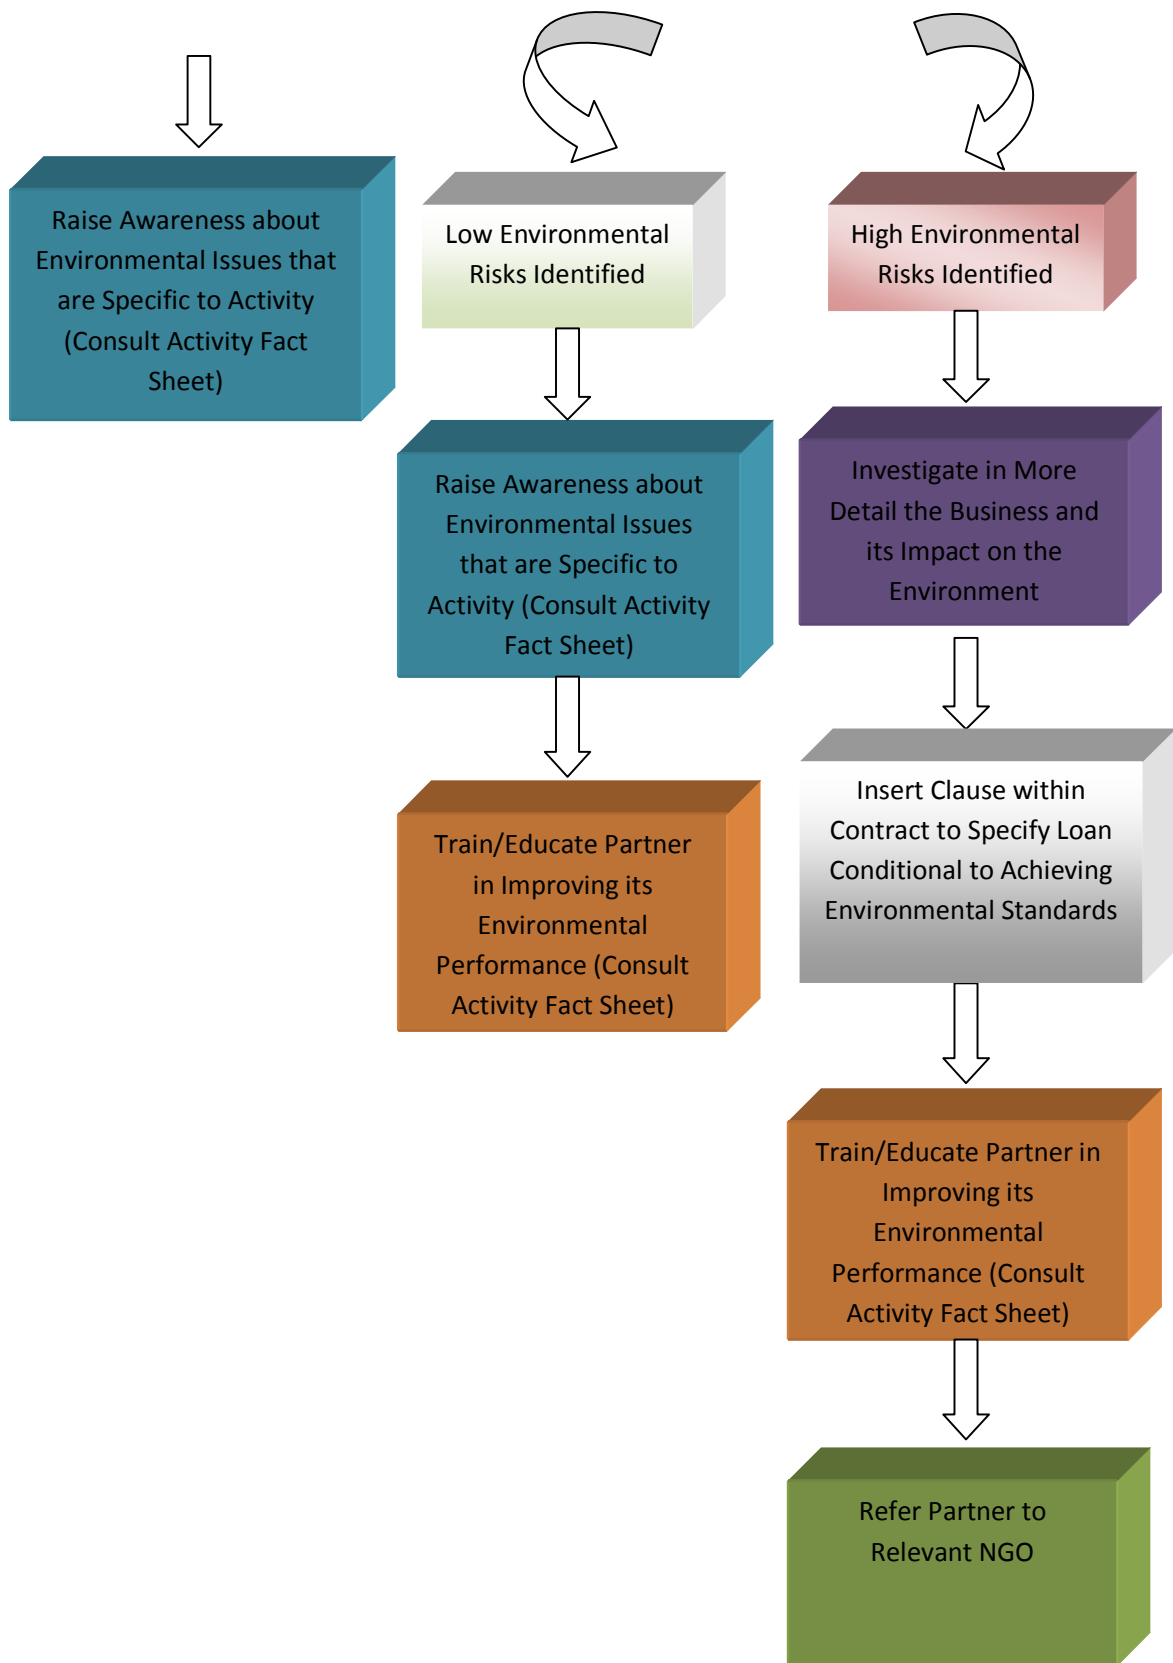 Raise Awareness about
Environmental Issues that
are Specific to Activity
(Consult Activity Fact
Sheet)
Low Environmental
Risks Identified
Raise Awareness about
Environmental Issues
that are Specific to
Activity (Consult Activity
Fact Sheet)
Train/Educate Partner
in Improving its
Environmental
Performance (Consult
Activity Fact Sheet)
High Environmental
Risks Identified
Investigate in More
Detail the Business and
its Impact on the
Environment
Insert Clause within
Contract to Specify Loan
Conditional to Achieving
Environmental Standards
Train/Educate Partner in
Improving its
Environmental
Performance (Consult
Activity Fact Sheet)
Refer Partner to
Relevant NGO